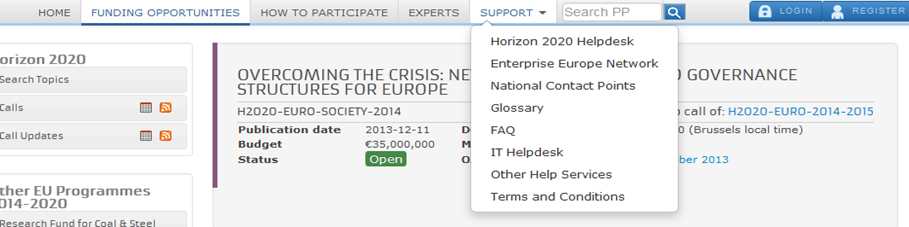 HOME FUNDING OPPORTUNITIES HOW TO PARTICIPATE EXPERTS SUPPORT Search PP LOGIN REGISTER
Horizon 2020 Helpdesk
Enterprise Europe Network
National Contact Points
Glossary
FAQ
IT Helpdesk
Other Help Services
Terms and Conditions
orizon 2020
Search Topics
Calls
Call Updates
ther EU Programmes
014-2020
Research Fund for Coal & Steel
OVERCOMING THE CRISIS: NE O GOVERNANCE
STRUCTURES FOR EUROPE
H2020-EURO-SOCIETY-2014 o call of: H2020-EURO-2014-2015
Publication date 2013-12-11 D 0 (Brussels local time)
Budget €35,000,000 M
Status Open O ber 2013